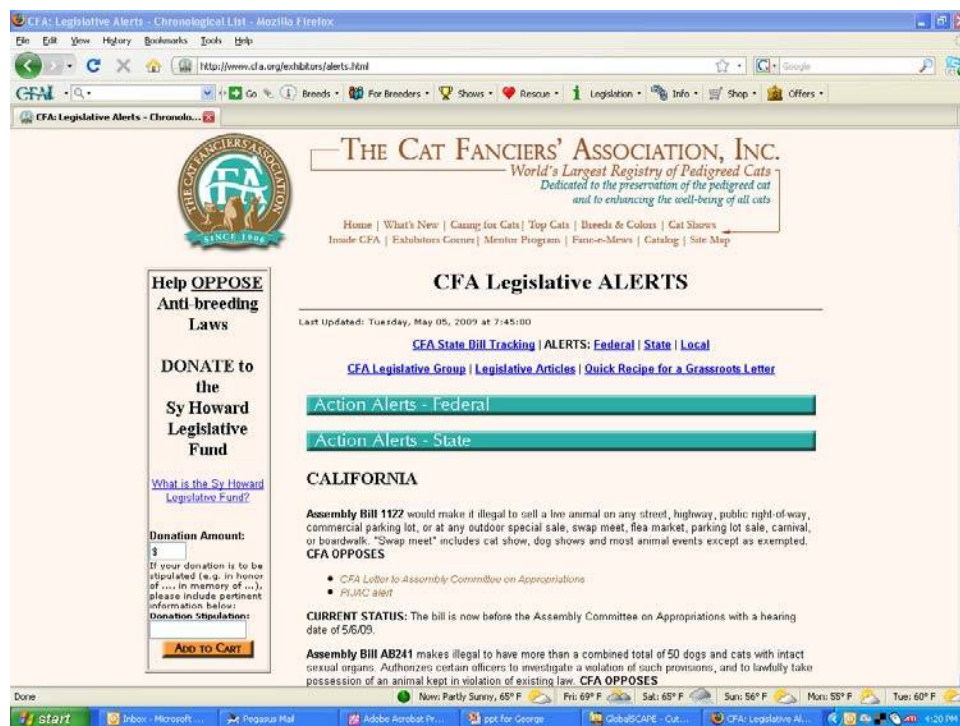 CFA: Legislative Alerts - Chronological List - Mozilla Firefox
File Edit View History Bookmarks Tools Help
http://www.cfa.org/exhibitors/alerts.html
Google
CFA Go Breeds For Breeders Shows Rescue Legislation Info Shop Offers
CFA: Legislative Alerts - Chronolo...
THE CAT FANCIERS' ASSOCIATION
CFA
SINCE 1906
THE CAT FANCIERS' ASSOCIATION, INC.
World's Largest Registry of Pedigreed Cats
Dedicated to the preservation of the pedigreed cat
and to enhancing the well-being of all cats
Home | What's New | Caring for Cats | Top Cats | Breeds & Colors | Cat Shows
Inside CFA | Exhibitors Corner | Mentor Program | Fanc-e-Mews | Catalog | Site Map
Help OPPOSE
Anti-breeding
Laws
DONATE to
the
Sy Howard
Legislative
Fund
What is the Sy Howard
Legislative Fund?
Donation Amount:
$
If your donation is to be
stipulated (e.g. in honor
of ...., in memory of ...),
please include pertinent
information below:
Donation Stipulation:
ADD TO CART
CFA Legislative ALERTS
Last Updated: Tuesday, May 05, 2009 at 7:45:00
CFA State Bill Tracking | ALERTS: Federal | State | Local
CFA Legislative Group | Legislative Articles | Quick Recipe for a Grassroots Letter
Action Alerts - Federal
Action Alerts - State
CALIFORNIA
Assembly Bill 1122 would make it illegal to sell a live animal on any street, highway, public right-of-way,
commercial parking lot, or at any outdoor special sale, swap meet, flea market, parking lot sale, carnival,
or boardwalk. "Swap meet" includes cat show, dog shows and most animal events except as exempted.
CFA OPPOSES
CFA Letter to Assembly Committee on Appropriations
PIJAC alert
CURRENT STATUS: The bill is now before the Assembly Committee on Appropriations with a hearing
date of 5/6/09.
Assembly Bill AB241 makes illegal to have more than a combined total of 50 dogs and cats with intact
sexual organs. Authorizes certain officers to investigate a violation of such provisions, and to lawfully take
possession of an animal kept in violation of existing law. CFA OPPOSES
Done
Now: Partly Sunny, 65° F Fri: 69° F Sat: 65° F Sun: 56° F Mon: 55° F Tue: 60° F
start Inbox - Microsoft ... Pegasus Mail Adobe Acrobat Pr... ppt for George GlobalSCAPE - Cut... CFA: Legislative Al... 4:20 PM